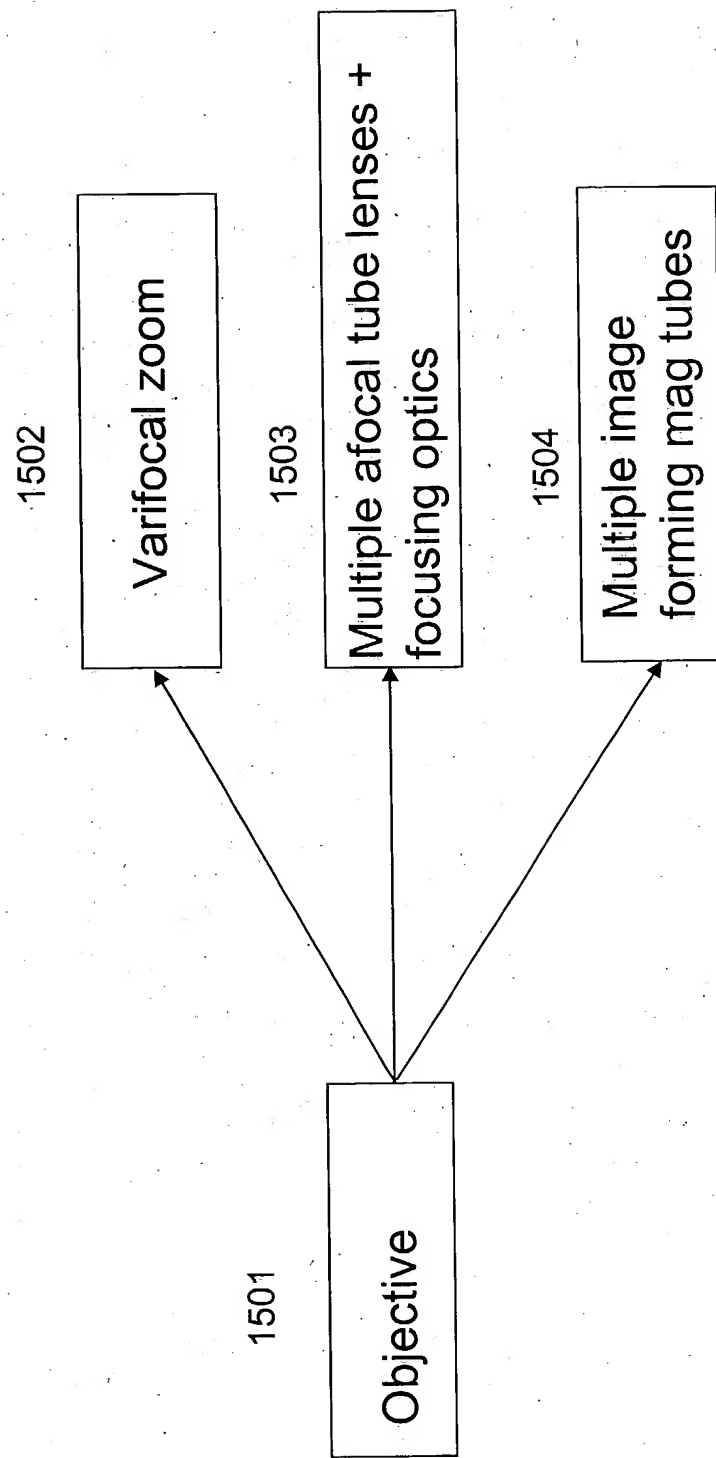 1501
Objective
1502
Varifocal zoom
1503
Multiple afocal tube lenses +
focusing optics
1504
Multiple image
forming mag tubes